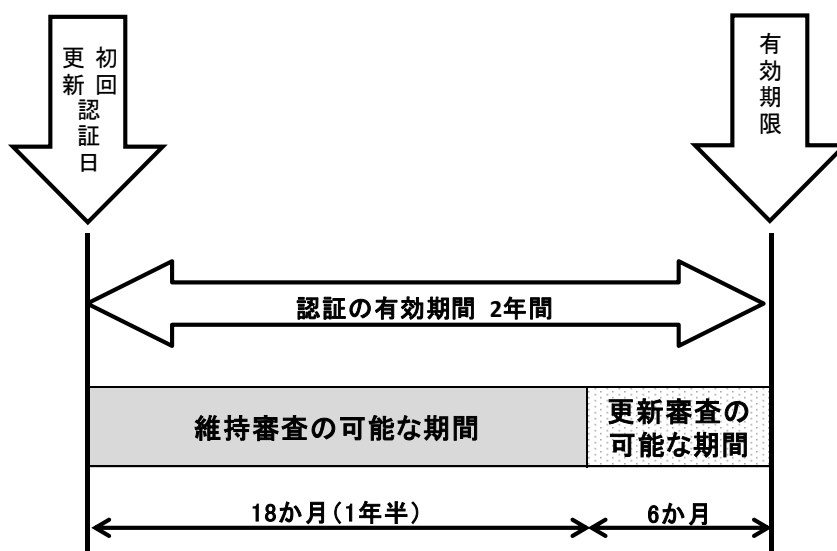 初回
更新
認証日
有効期限
認証の有効期間 2年間
維持審査の可能な期間
更新審査の
可能な期間
18か月(1年半)
6か月